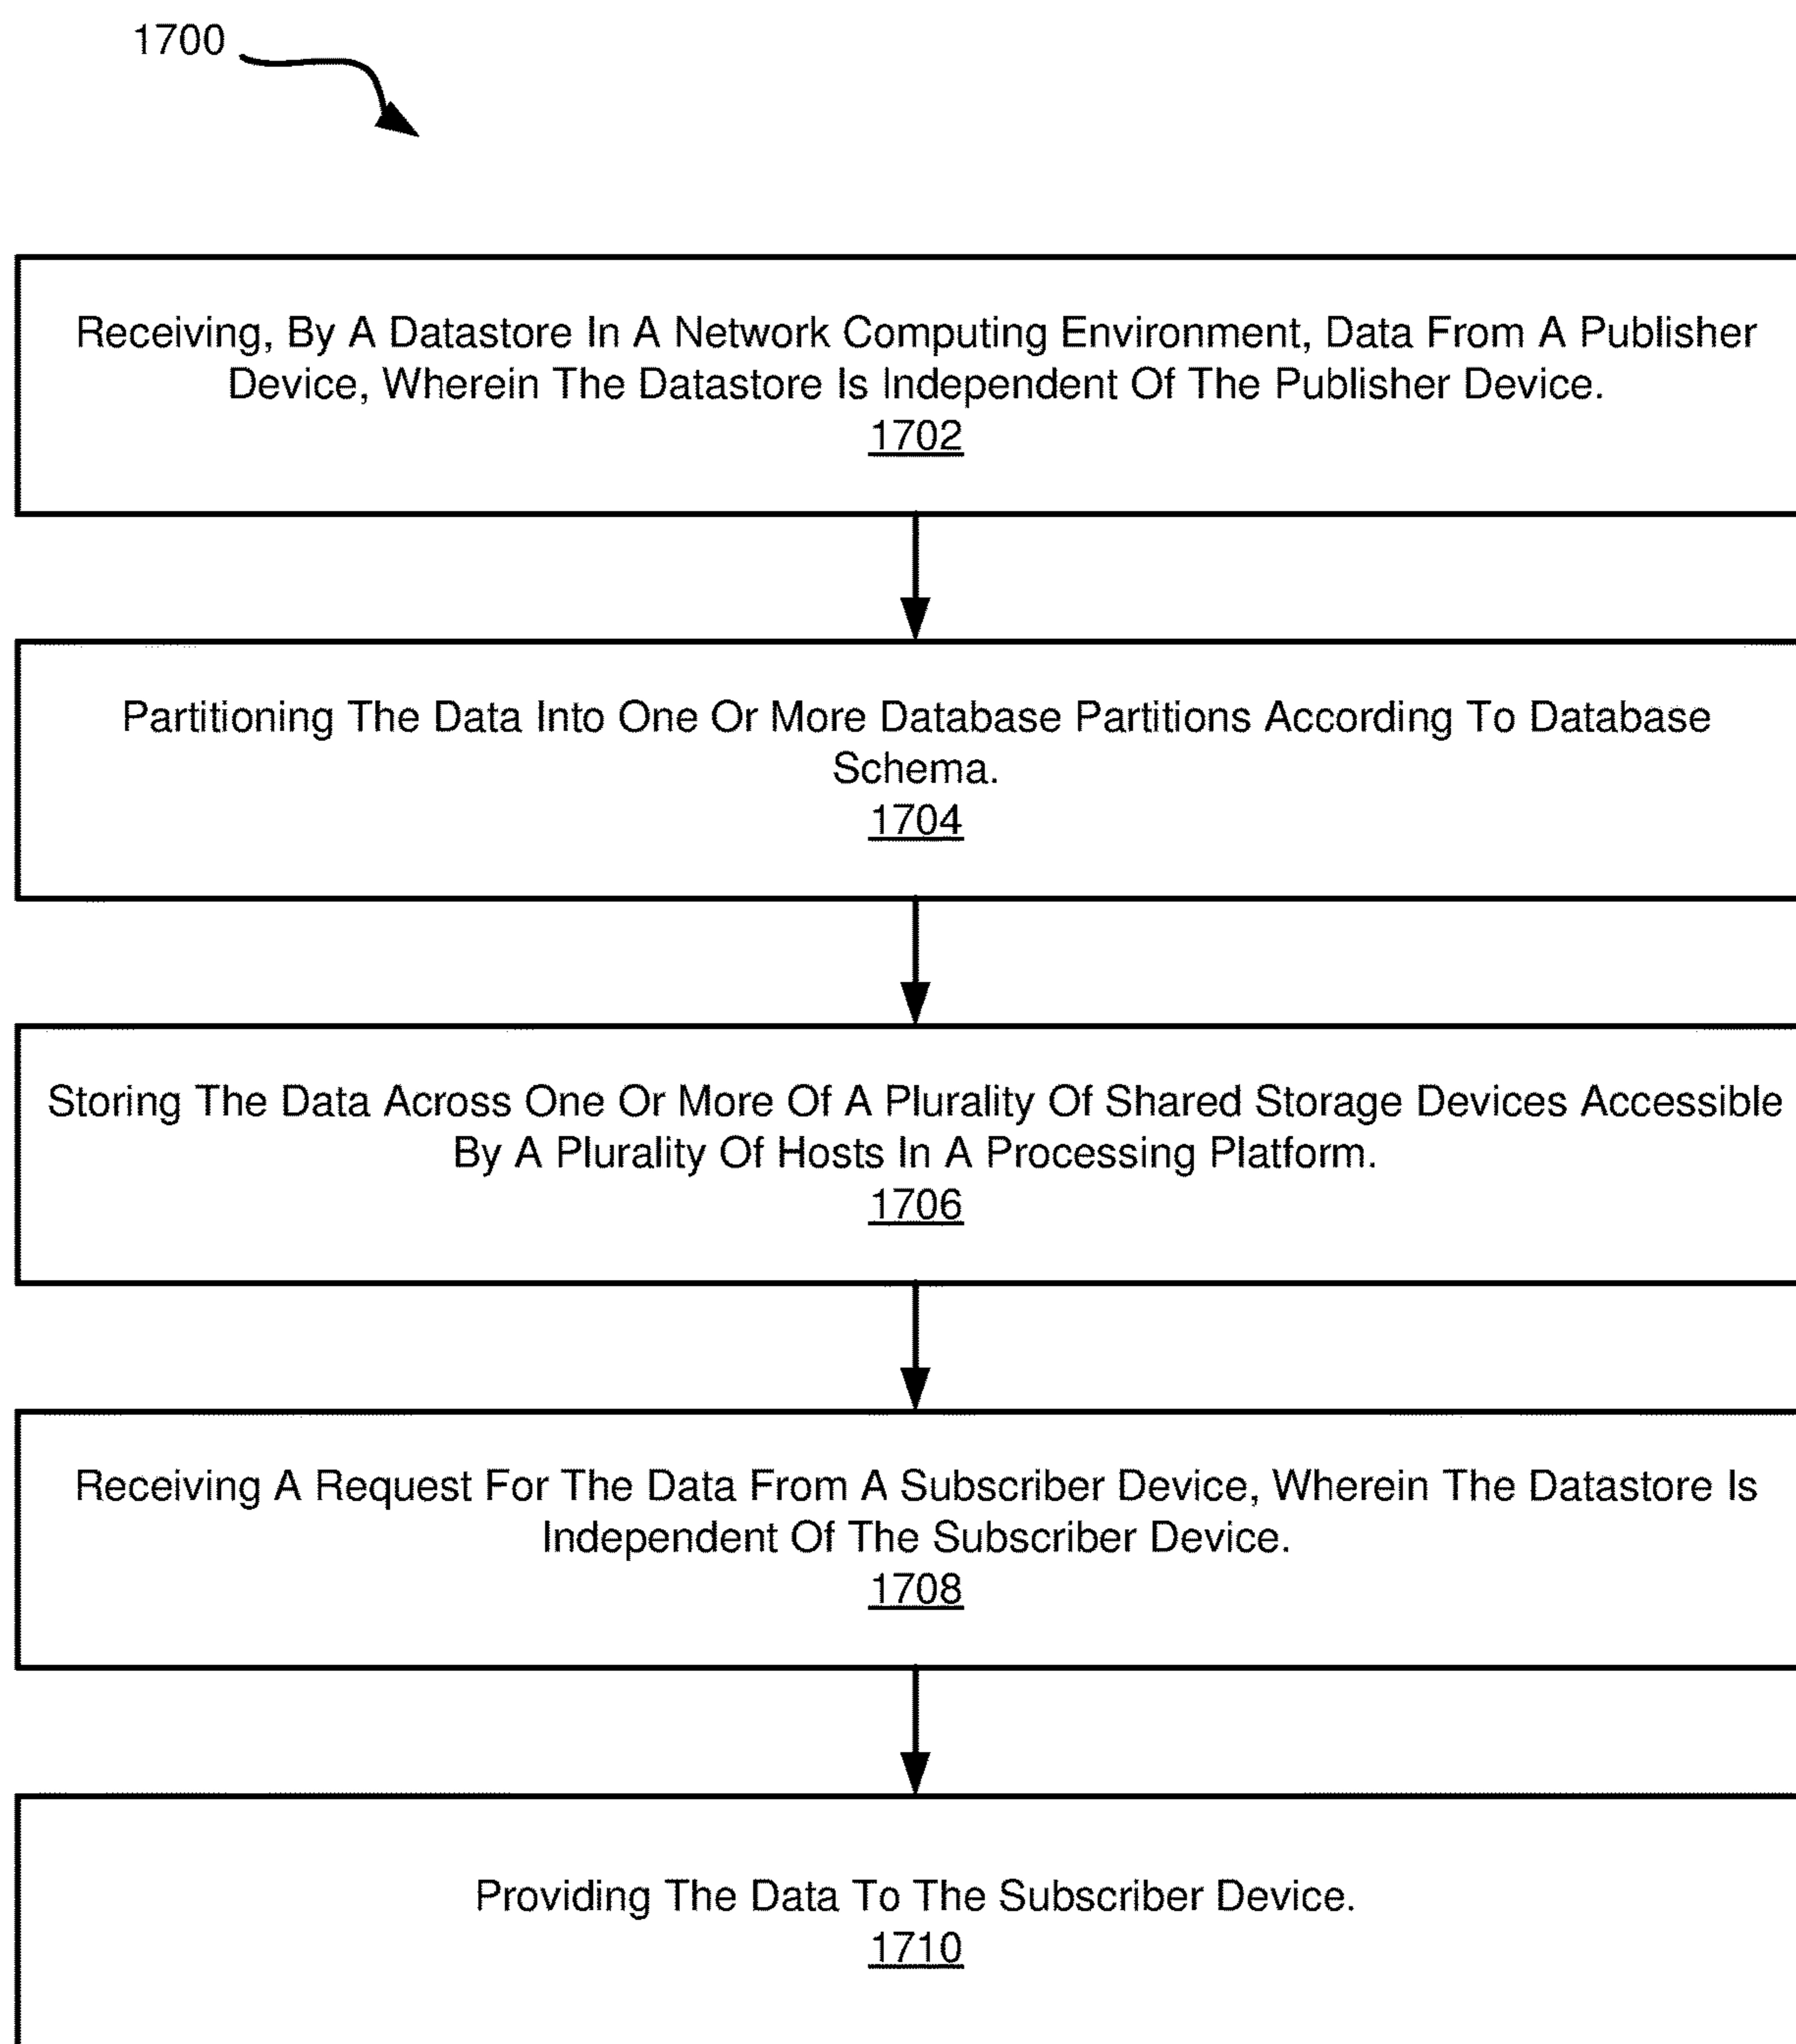 1700
Receiving, By A Datastore In A Network Computing Environment, Data From A Publisher
Device, Wherein The Datastore Is Independent Of The Publisher Device.
1702
Partitioning The Data Into One Or More Database Partitions According To Database
Schema.
1704
Storing The Data Across One Or More Of A Plurality Of Shared Storage Devices Accessible
By A Plurality Of Hosts In A Processing Platform.
1706
Receiving A Request For The Data From A Subscriber Device, Wherein The Datastore Is
Independent Of The Subscriber Device.
1708
Providing The Data To The Subscriber Device.
1710